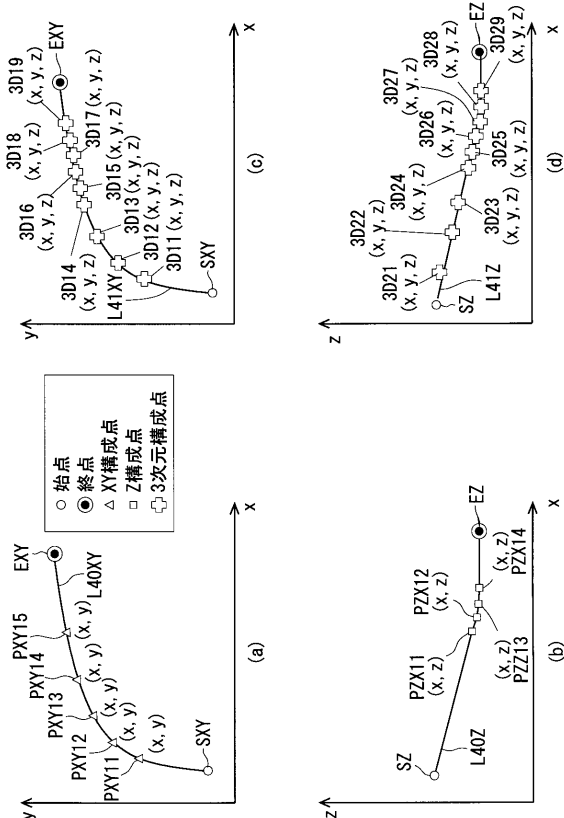 y
EXY
PXY15
(x, y)
L40XY
PXY14
(x, y)
PXY13
(x, y)
PXY12
(x, y)
PXY11
(x, y)
SXY
x
(a)
始点
終点
XY構成点
Z構成点
3次元構成点
y
EXY
3D19
(x, y, z)
3D18
(x, y, z)
3D17 (x, y, z)
3D16
(x, y, z)
3D15 (x, y, z)
3D14
(x, y, z)
3D13 (x, y, z)
3D12 (x, y, z)
3D11 (x, y, z)
L41XY
SXY
x
(c)
z
SZ
L40Z
PZX11
(x, z)
PZX12
(x, z)
EZ
(x, z)
PZZ13
(x, z)
PZX14
x
(b)
z
SZ
L41Z
3D21
(x, y, z)
3D22
(x, y, z)
3D23
(x, y, z)
3D24
(x, y, z)
3D25
(x, y, z)
3D26
(x, y, z)
3D27
(x, y, z)
3D28
(x, y, z)
3D29
(x, y, z)
EZ
x
(d)